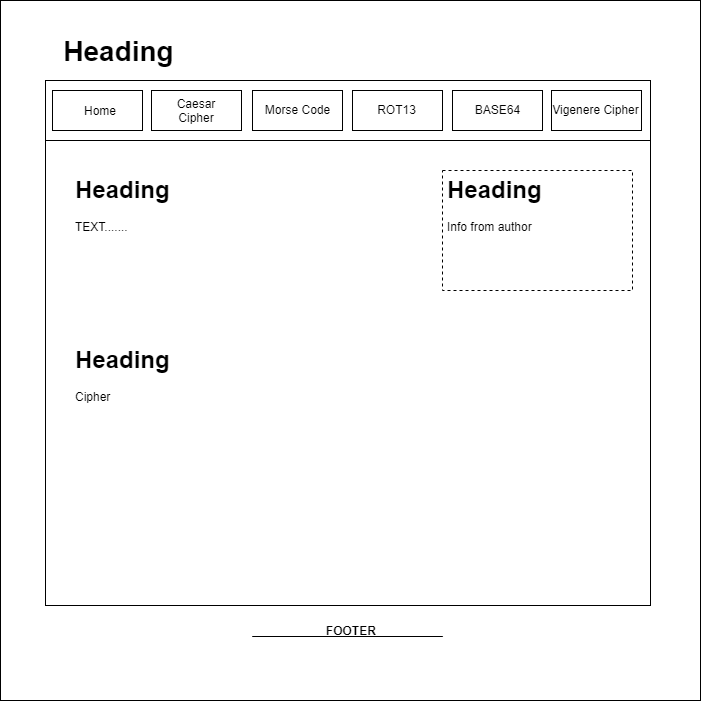 Heading
Home
Caesar
Cipher
Morse Code
ROT13
BASE64
Vigenere Cipher
Heading
TEXT.......
Heading
Info from author
Heading
Cipher
FOOTER